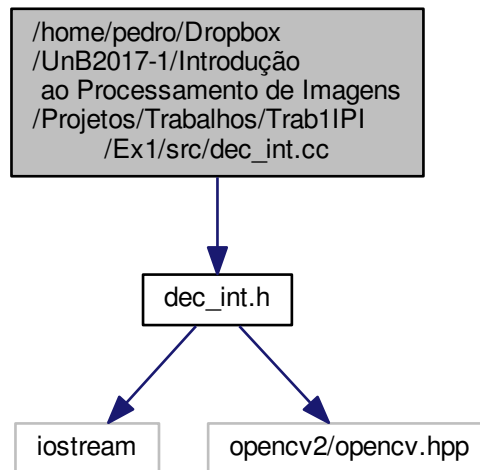 /home/pedro/Dropbox
/UnB2017-1/Introdução
ao Processamento de Imagens
/Projetos/Trabalhos/Trab1IPI
/Ex1/src/dec_int.cc
dec_int.h
iostream
opencv2/opencv.hpp